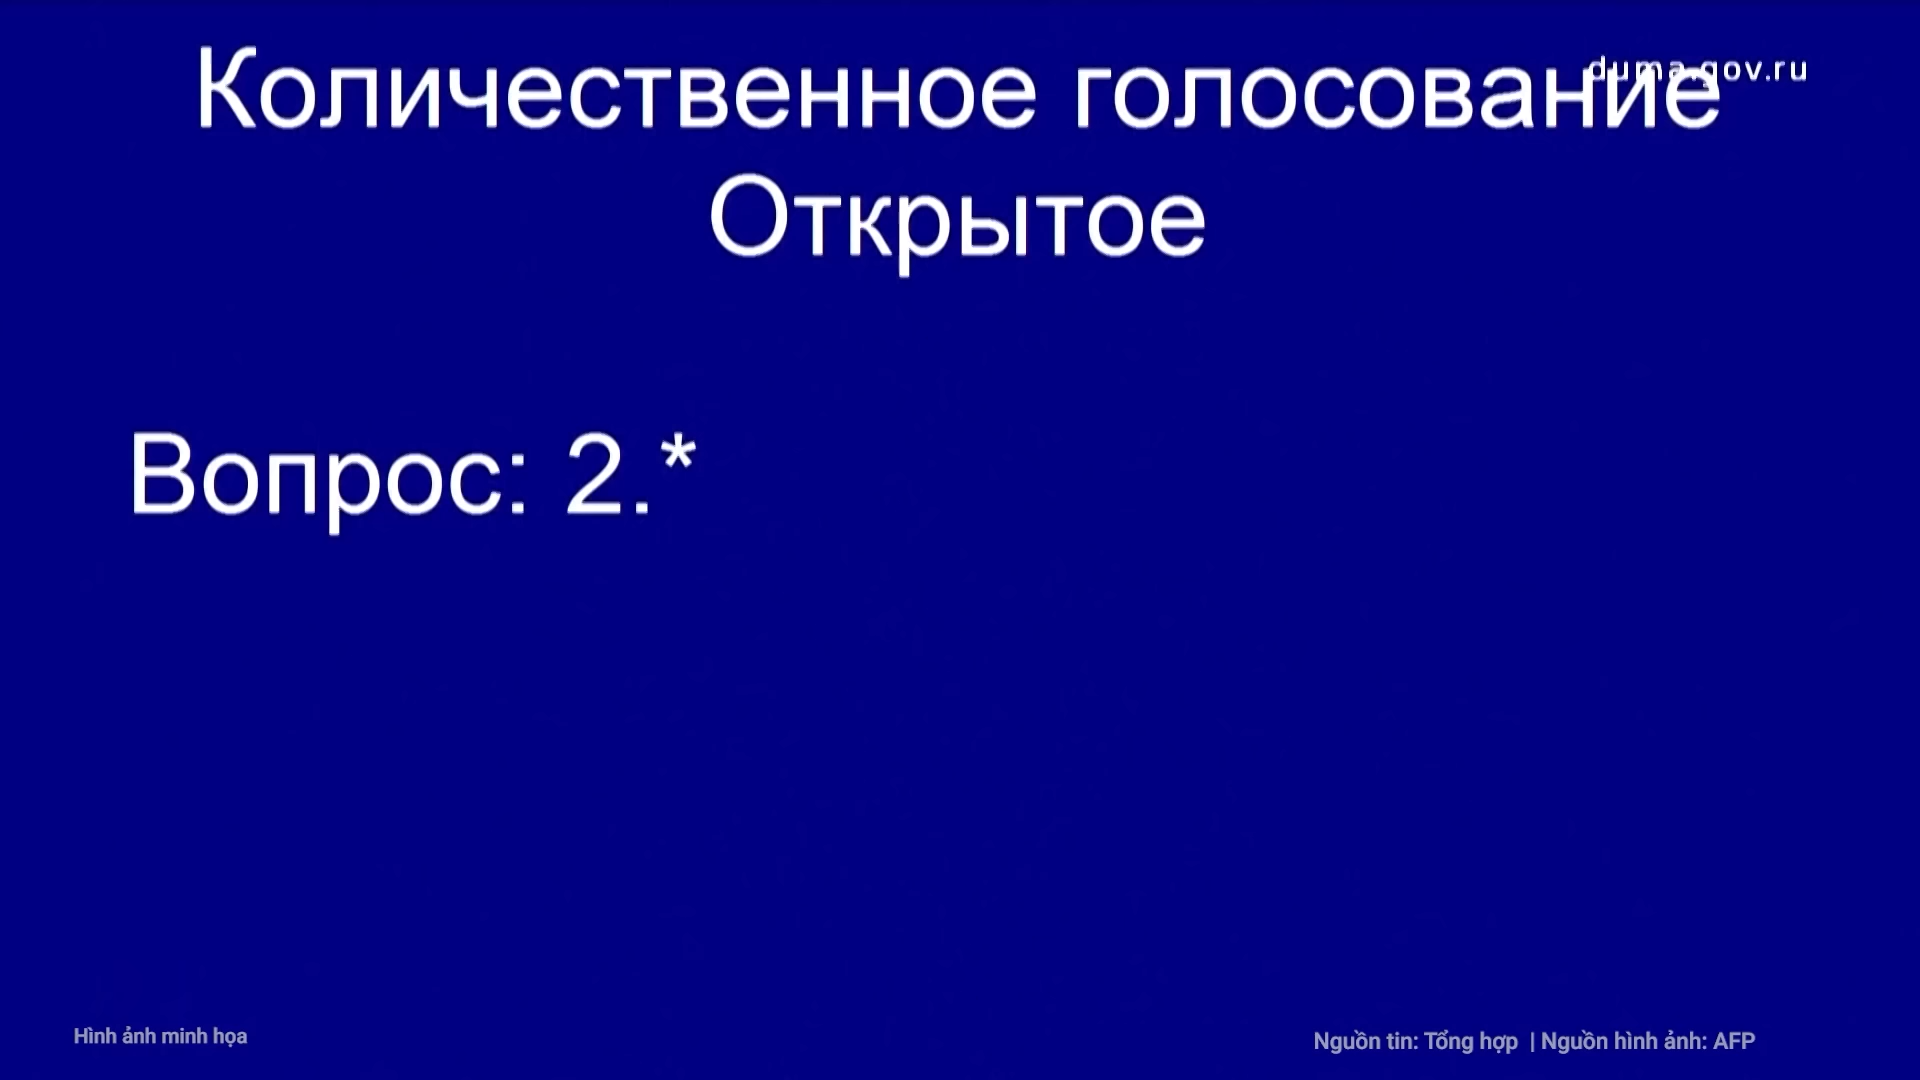 duma.gov.ru
Количественное голосование
Открытое
Вопрос: 2.*
Hình ảnh minh họa
Nguồn tin: Tổng hợp | Nguồn hình ảnh: AFP